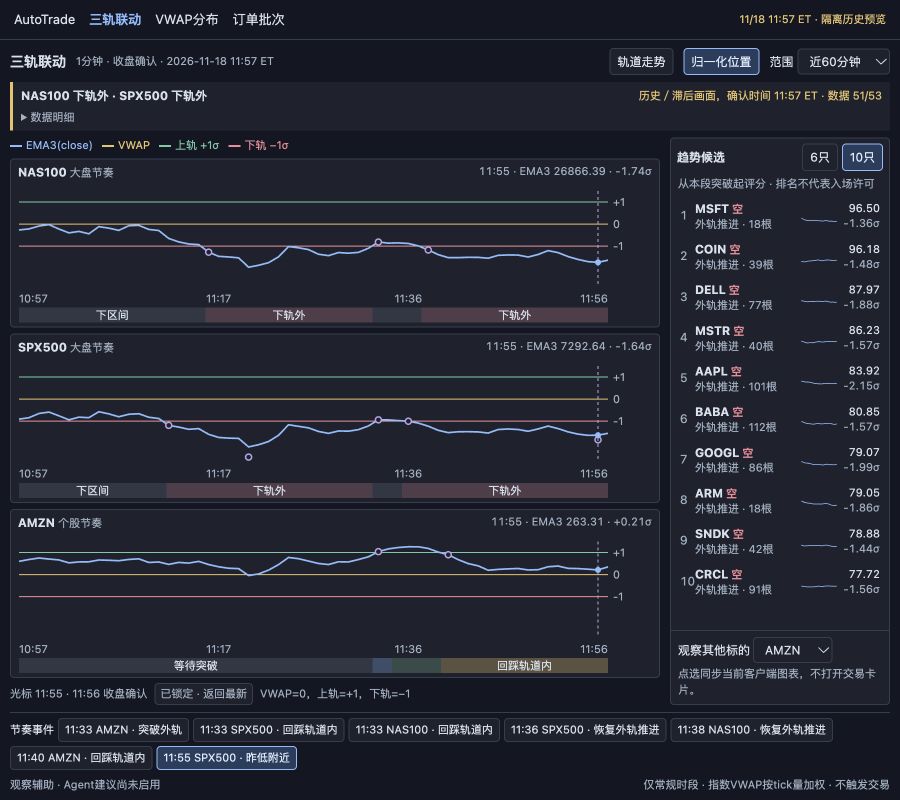 AutoTrade 三轨联动 VWAP分布 订单批次 11/18 11:57 ET · 隔离历史预览
三轨联动 1分钟 · 收盘确认 · 2026-11-18 11:57 ET 轨道走势 归一化位置 范围 近60分钟
NAS100 下轨外 · SPX500 下轨外 历史 / 滞后画面，确认时间 11:57 ET · 数据 51/53
▸ 数据明细
EMA3(close) VWAP 上轨 +1σ 下轨 −1σ
NAS100 大盘节奏 11:55 · EMA3 26866.39 · -1.74σ
+1
0
-1
10:57 11:17 11:36 11:56
下区间 下轨外 下轨外
SPX500 大盘节奏 11:55 · EMA3 7292.64 · -1.64σ
+1
0
-1
10:57 11:17 11:36 11:56
下区间 下轨外 下轨外
AMZN 个股节奏 11:55 · EMA3 263.31 · +0.21σ
+1
0
-1
10:57 11:17 11:36 11:56
等待突破 回踩轨道内
光标 11:55 · 11:56 收盘确认 已锁定 · 返回最新 VWAP=0，上轨=+1，下轨=−1
趋势候选 6只 10只
从本段突破起评分 · 排名不代表入场许可
1 MSFT 空 96.50
外轨推进 · 18根 -1.36σ
2 COIN 空 96.18
外轨推进 · 39根 -1.48σ
3 DELL 空 87.97
外轨推进 · 77根 -1.88σ
4 MSTR 空 86.23
外轨推进 · 40根 -1.57σ
5 AAPL 空 83.92
外轨推进 · 101根 -2.15σ
6 BABA 空 80.85
外轨推进 · 112根 -1.57σ
7 GOOGL 空 79.07
外轨推进 · 86根 -1.99σ
8 ARM 空 79.05
外轨推进 · 18根 -1.86σ
9 SNDK 空 78.88
外轨推进 · 42根 -1.44σ
10 CRCL 空 77.72
外轨推进 · 91根 -1.56σ
观察其他标的 AMZN
点选同步当前客户端图表，不打开交易卡
片。
节奏事件 11:33 AMZN · 突破外轨 11:33 SPX500 · 回踩轨道内 11:33 NAS100 · 回踩轨道内 11:36 SPX500 · 恢复外轨推进 11:38 NAS100 · 恢复外轨推进
11:40 AMZN · 回踩轨道内 11:55 SPX500 · 昨低附近
观察辅助 · Agent建议尚未启用 仅常规时段 · 指数VWAP按tick量加权 · 不触发交易